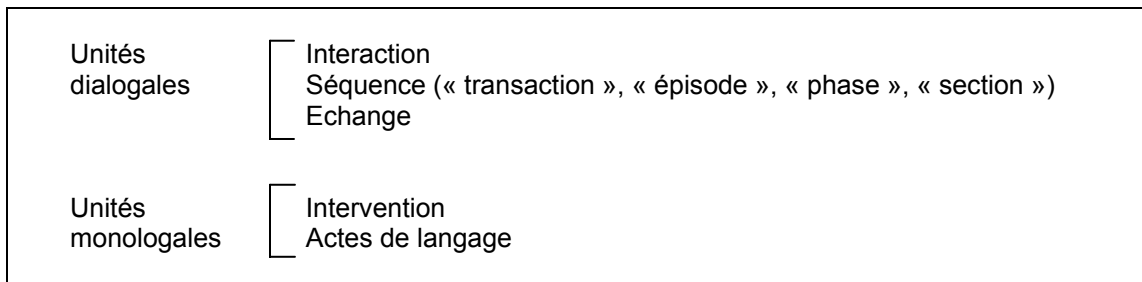 Unités dialogales
Interaction
Séquence (« transaction », « épisode », « phase », « section »)
Echange
Unités monologales
Intervention
Actes de langage